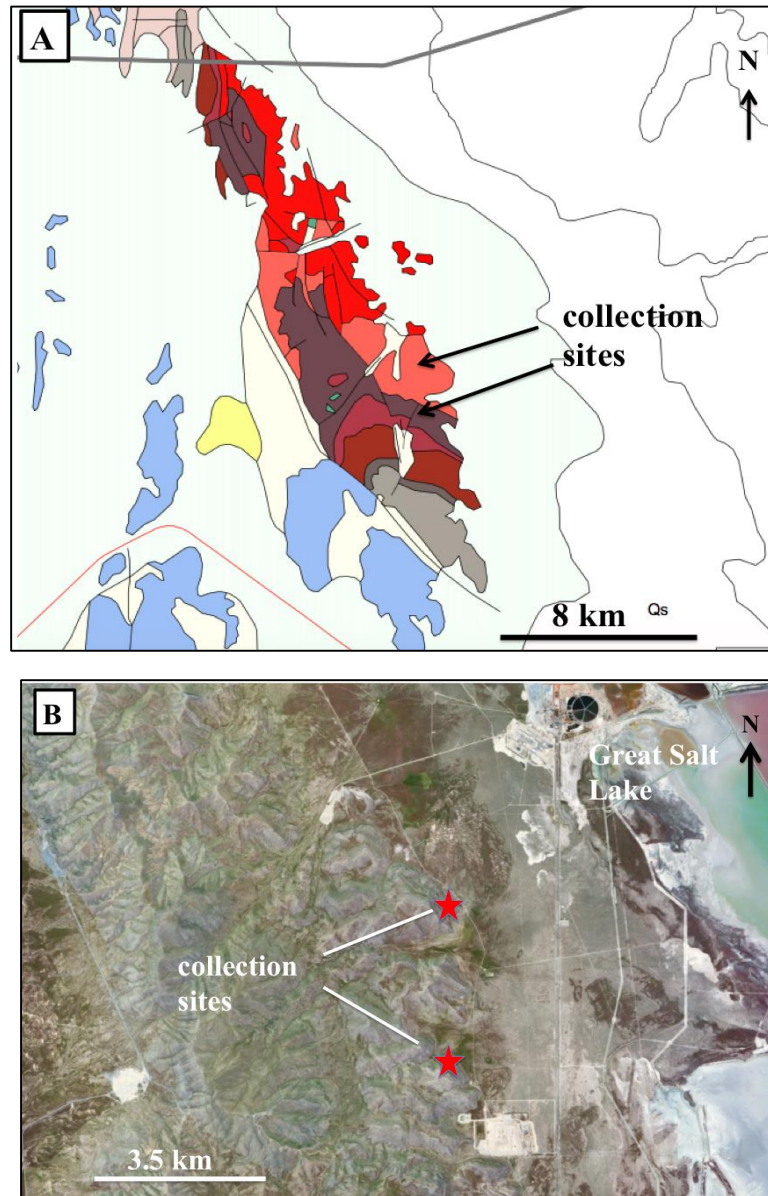 A
N
collection
sites
8 km
Qs
B
N
Great Salt
Lake
collection
sites
3.5 km